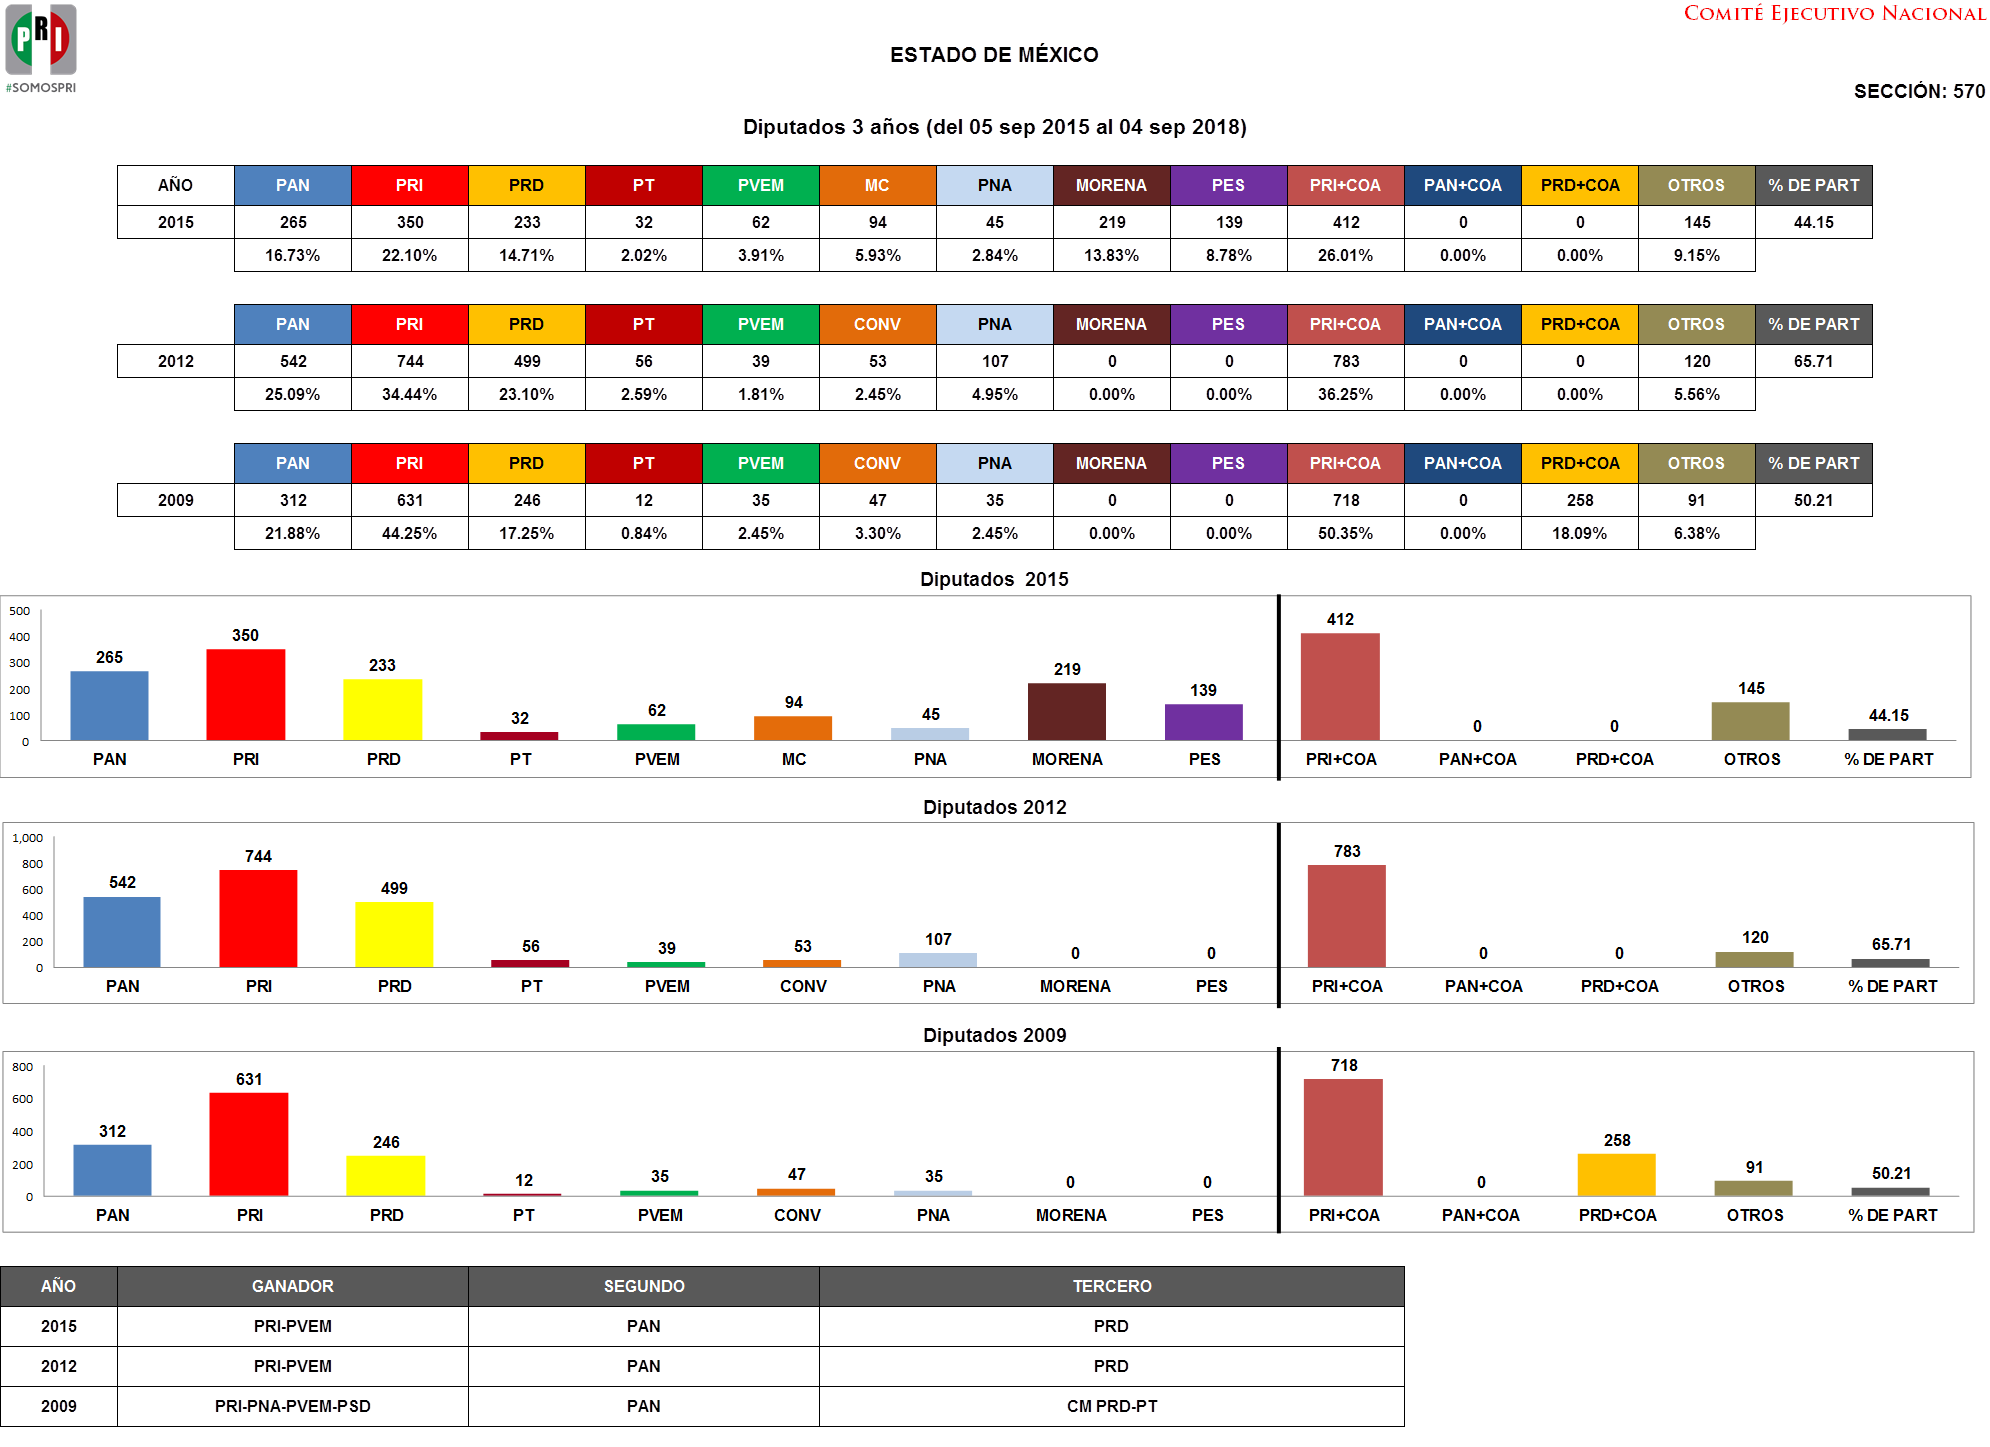 PRI
#SOMOSPRI
COMITÉ EJECUTIVO NACIONAL
ESTADO DE MÉXICO
SECCIÓN: 570
Diputados 3 años (del 05 sep 2015 al 04 sep 2018)
AÑO PAN PRI PRD PT PVEM MC PNA MORENA PES PRI+COA PAN+COA PRD+COA OTROS % DE PART
2015 265 350 233 32 62 94 45 219 139 412 0 0 145 44.15
16.73% 22.10% 14.71% 2.02% 3.91% 5.93% 2.84% 13.83% 8.78% 26.01% 0.00% 0.00% 9.15%
PAN PRI PRD PT PVEM CONV PNA MORENA PES PRI+COA PAN+COA PRD+COA OTROS % DE PART
2012 542 744 499 56 39 53 107 0 0 783 0 0 120 65.71
25.09% 34.44% 23.10% 2.59% 1.81% 2.45% 4.95% 0.00% 0.00% 36.25% 0.00% 0.00% 5.56%
PAN PRI PRD PT PVEM CONV PNA MORENA PES PRI+COA PAN+COA PRD+COA OTROS % DE PART
2009 312 631 246 12 35 47 35 0 0 718 0 258 91 50.21
21.88% 44.25% 17.25% 0.84% 2.45% 3.30% 2.45% 0.00% 0.00% 50.35% 0.00% 18.09% 6.38%
Diputados 2015
500
400
300
200
100
0
265 350 233 32 62 94 45 219 139 412 0 0 145 44.15
PAN PRI PRD PT PVEM MC PNA MORENA PES PRI+COA PAN+COA PRD+COA OTROS % DE PART
Diputados 2012
1,000
800
600
400
200
0
542 744 499 56 39 53 107 0 0 783 0 0 120 65.71
PAN PRI PRD PT PVEM CONV PNA MORENA PES PRI+COA PAN+COA PRD+COA OTROS % DE PART
Diputados 2009
800
600
400
200
0
312 631 246 12 35 47 35 0 0 718 0 258 91 50.21
PAN PRI PRD PT PVEM CONV PNA MORENA PES PRI+COA PAN+COA PRD+COA OTROS % DE PART
AÑO GANADOR SEGUNDO TERCERO
2015 PRI-PVEM PAN PRD
2012 PRI-PVEM PAN PRD
2009 PRI-PNA-PVEM-PSD PAN CM PRD-PT